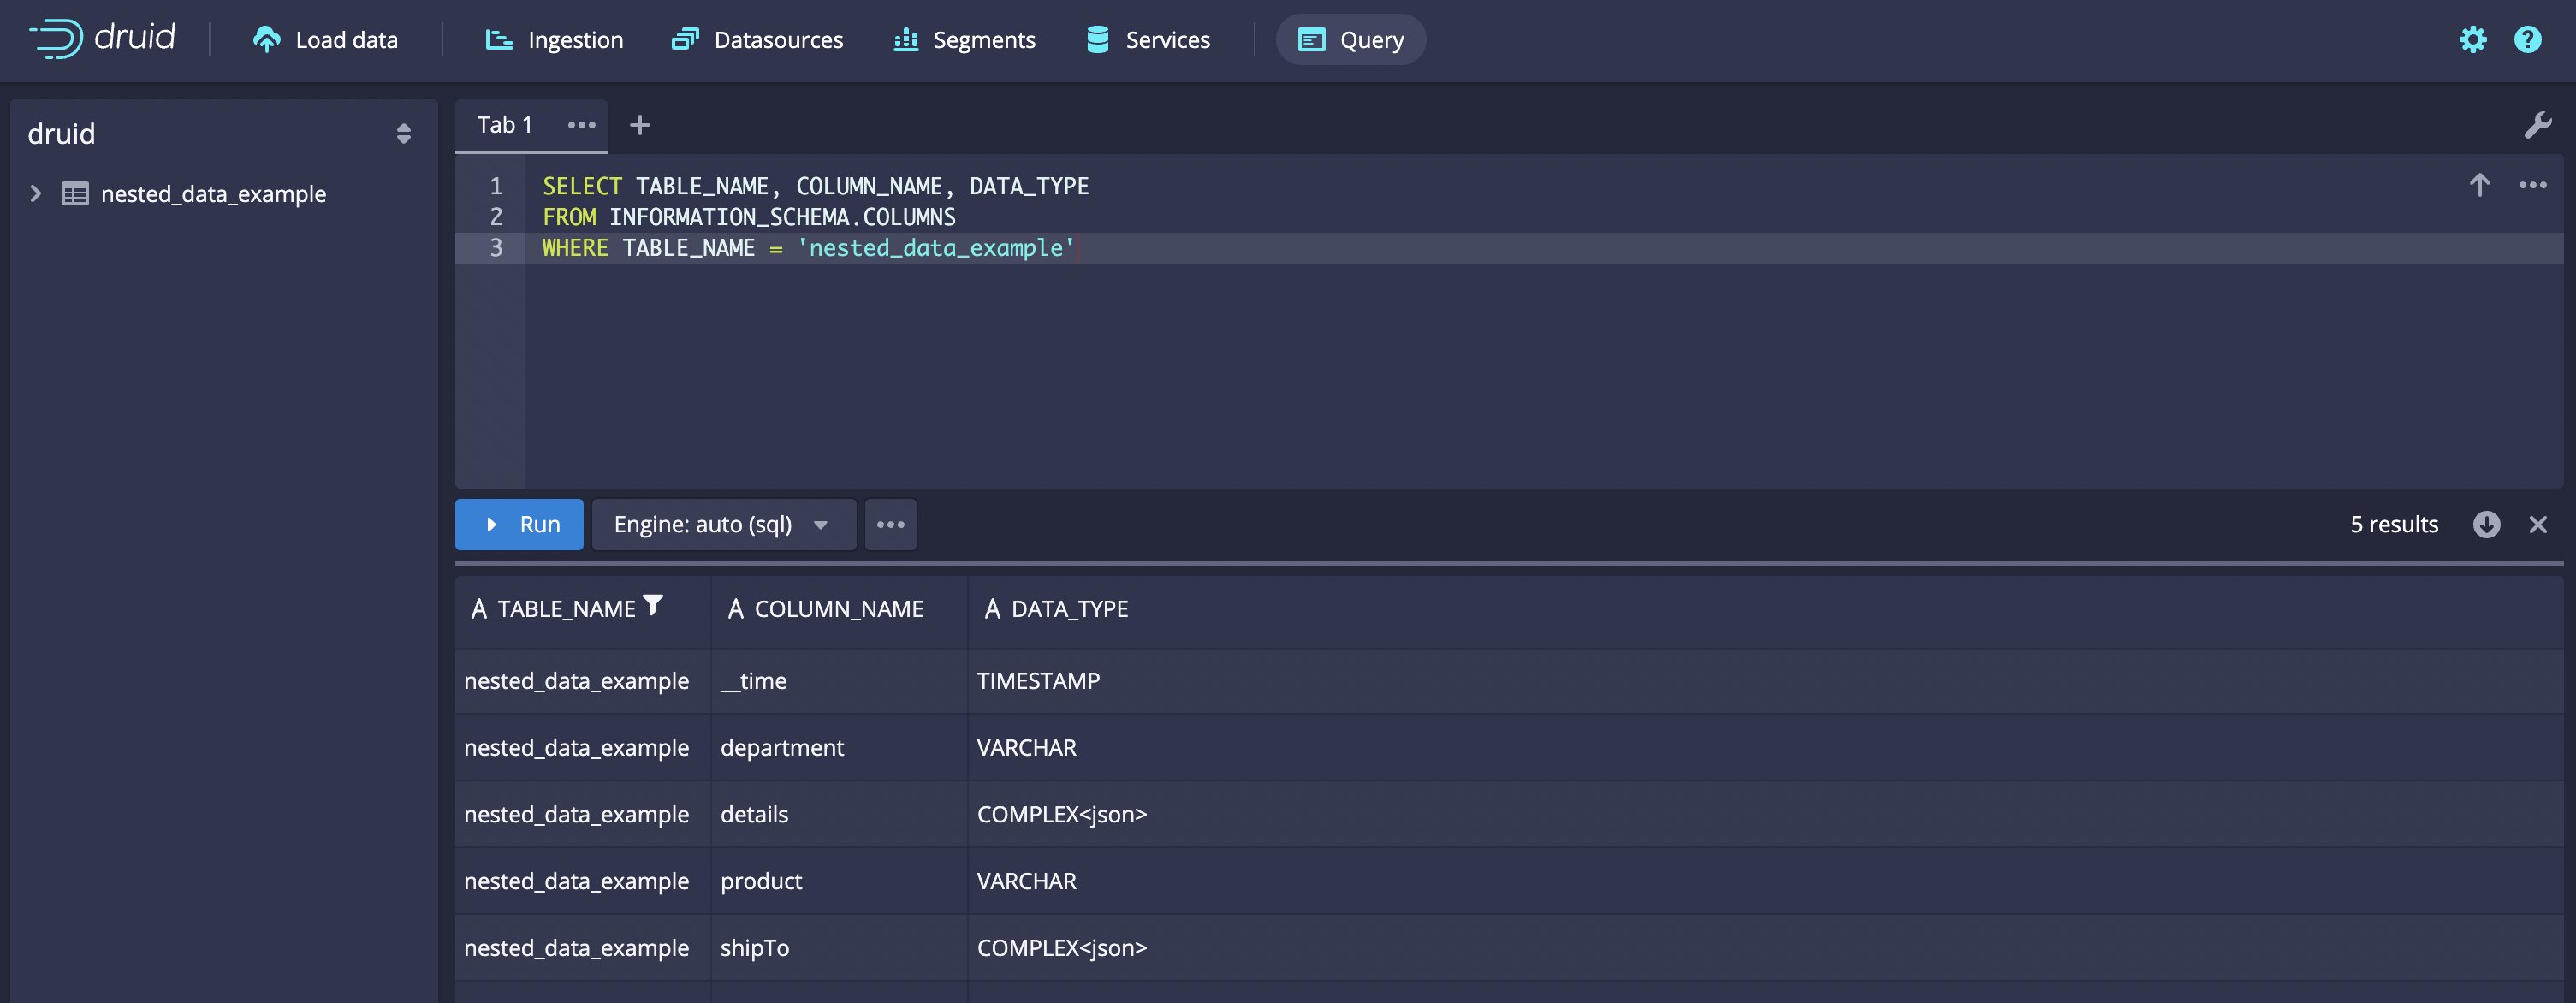 druid Load data Ingestion Datasources Segments Services Query
druid
nested_data_example
Tab 1
1 SELECT TABLE_NAME, COLUMN_NAME, DATA_TYPE
2 FROM INFORMATION_SCHEMA.COLUMNS
3 WHERE TABLE_NAME = 'nested_data_example'
Run Engine: auto (sql) 5 results
A TABLE_NAME A COLUMN_NAME A DATA_TYPE
nested_data_example __time TIMESTAMP
nested_data_example department VARCHAR
nested_data_example details COMPLEX<json>
nested_data_example product VARCHAR
nested_data_example shipTo COMPLEX<json>